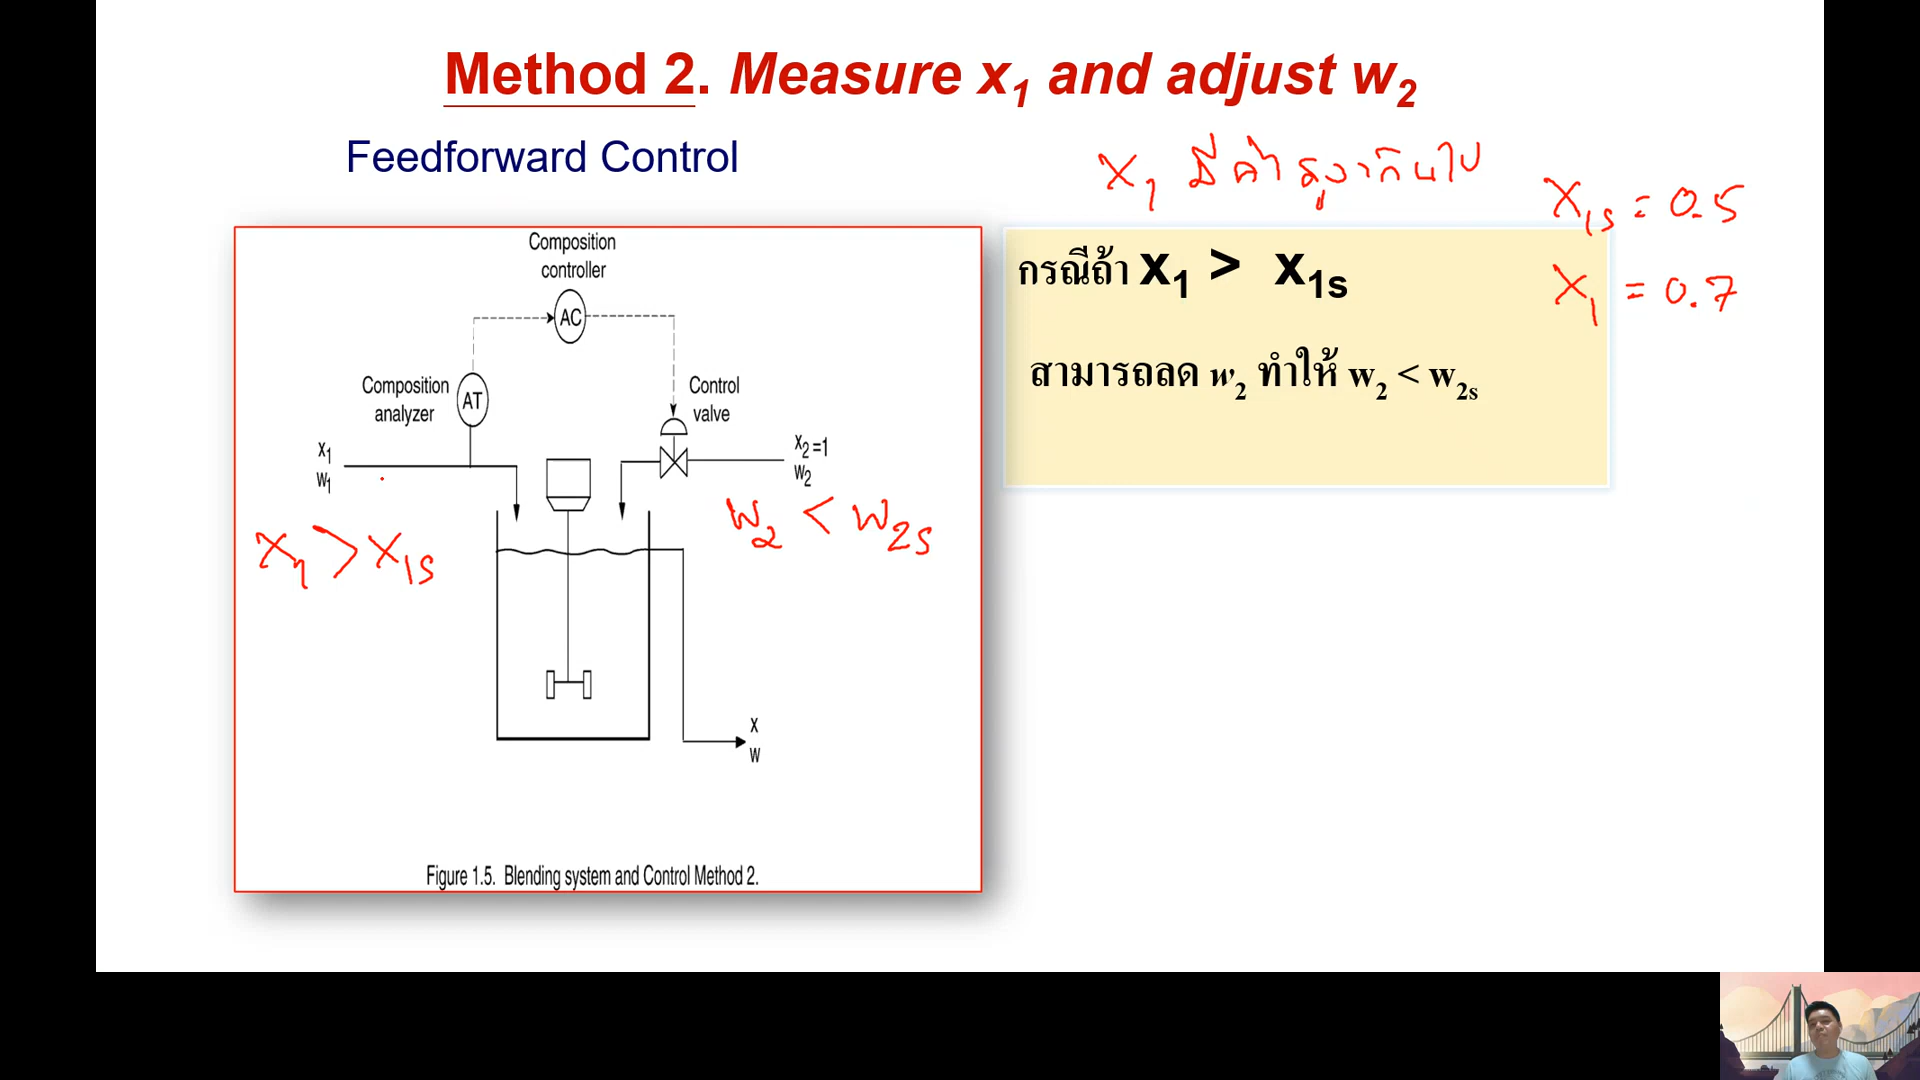 Method 2. Measure x₁ and adjust w₂
Feedforward Control
x₁ มีค่าสูงเกินไป
x₁s = 0.5
x₁ = 0.7
กรณีถ้า x₁ > x₁s
สามารถลด w₂ ทำให้ w₂ < w₂s
Composition
controller
AC
Composition
analyzer
AT
Control
valve
x₁
w₁
x₂ =1
w₂
x₁ > x₁s
w₂ < w₂s
x
w
Figure 1.5. Blending system and Control Method 2.